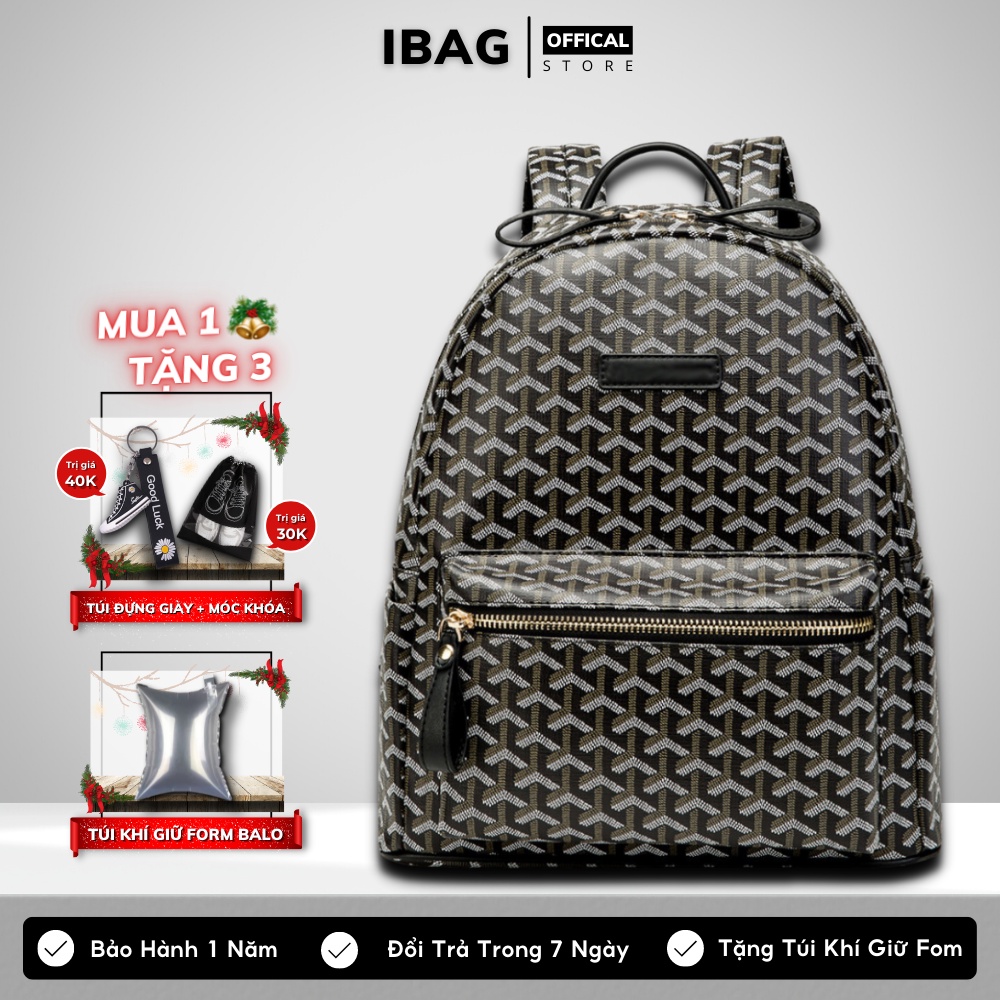 IBAG
OFFICAL
STORE
MUA 1
TẶNG 3
Trị giá
40K
Good Luck
Trị giá
30K
TÚI ĐỰNG GIÀY + MÓC KHÓA
TÚI KHÍ GIỮ FORM BALO
Bảo Hành 1 Năm
Đổi Trả Trong 7 Ngày
Tặng Túi Khí Giữ Fom